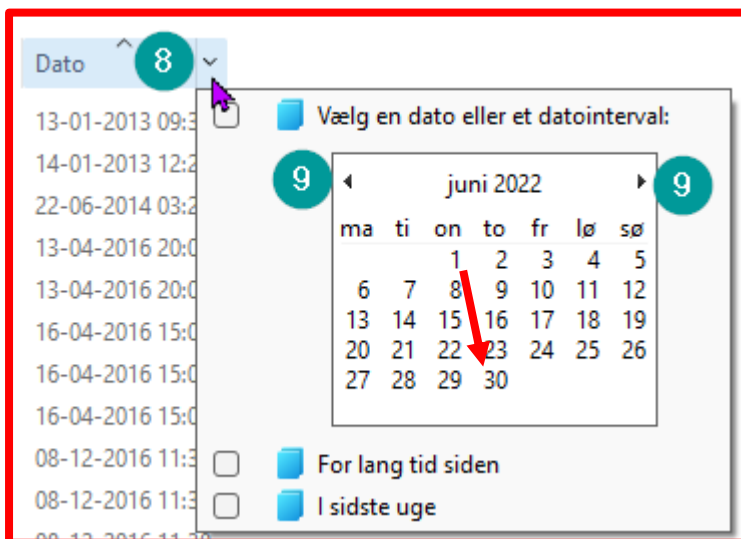 Dato 8
13-01-2013 09:3
14-01-2013 12:2
22-06-2014 03:2
13-04-2016 20:0
13-04-2016 20:0
16-04-2016 15:0
16-04-2016 15:0
16-04-2016 15:0
08-12-2016 11:3
08-12-2016 11:3
Vælg en dato eller et datointerval:
9 juni 2022 9
ma ti on to fr lø sø
1 2 3 4 5
6 7 8 9 10 11 12
13 14 15 16 17 18 19
20 21 22 23 24 25 26
27 28 29 30
For lang tid siden
I sidste uge